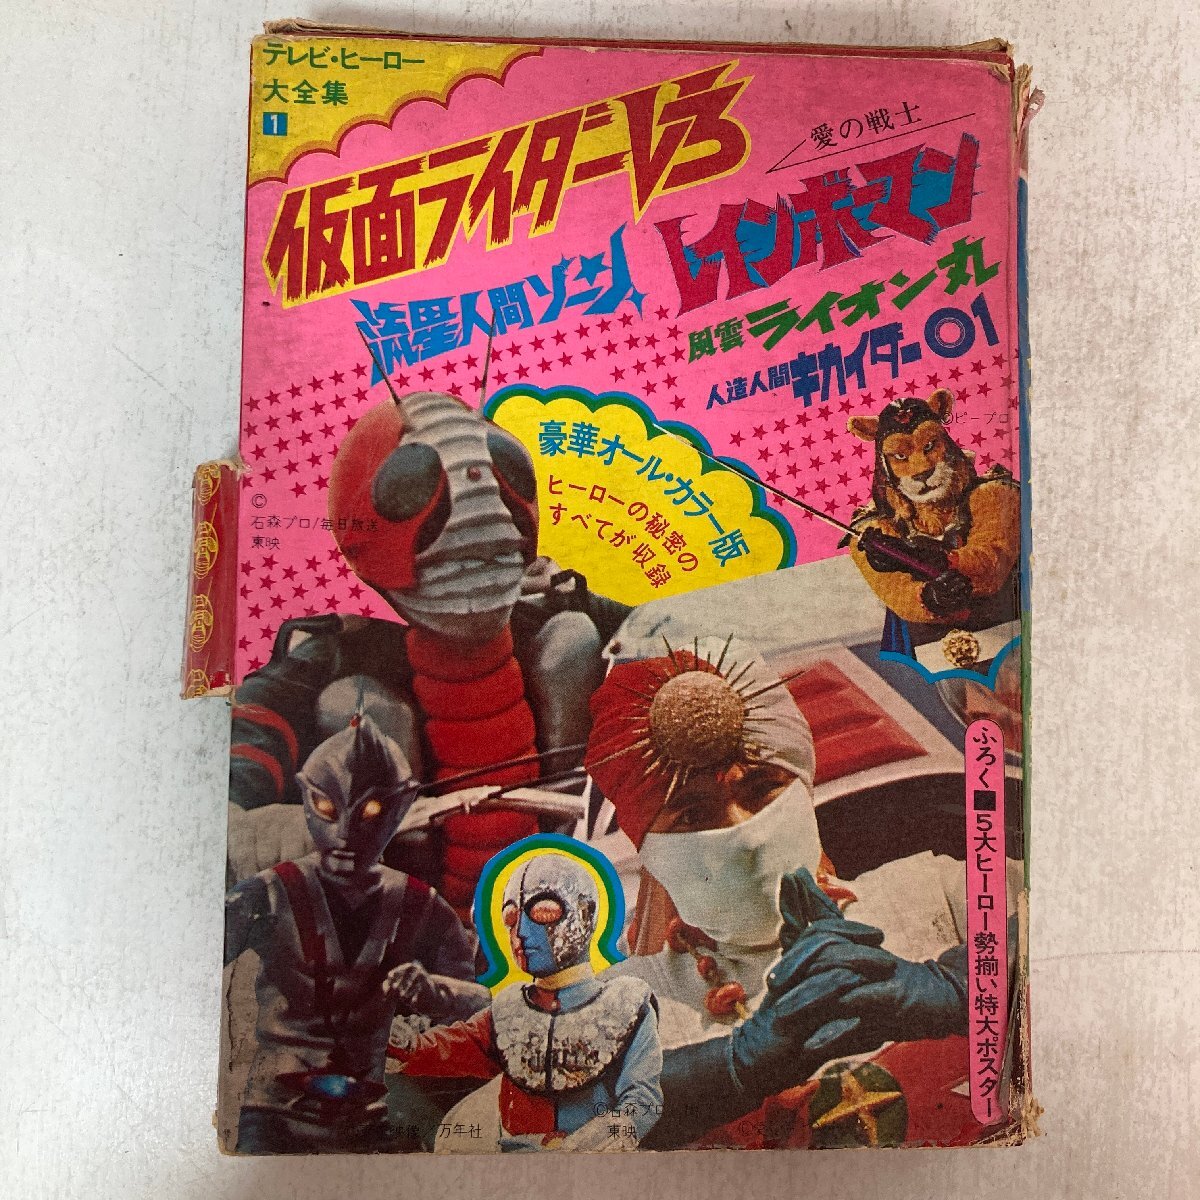 テレビ・ヒーロー
大全集
1
仮面ライダーV3
愛の戦士
レインボーマン
流星人間ゾーン
風雲ライオン丸
人造人間キカイダー01
©ピープロ
豪華オール・カラー版
ヒーローの秘密の
すべてが収録
©
石森プロ/毎日放送
東映
ふろく■5大ヒーロー勢揃い特大ポスター
©石森プロ
東映
万年社